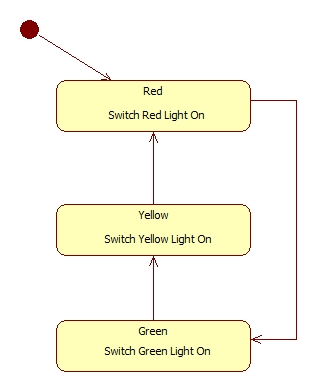 Red
Switch Red Light On
Yellow
Switch Yellow Light On
Green
Switch Green Light On